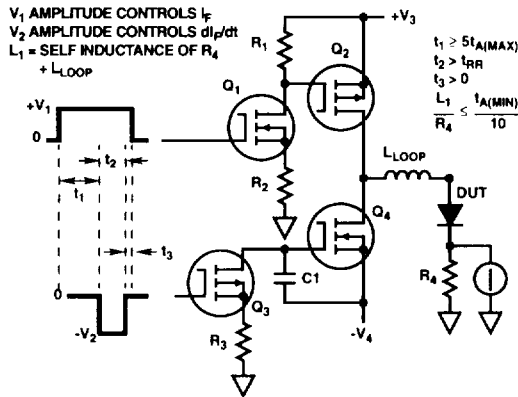 V1 AMPLITUDE CONTROLS IF
V2 AMPLITUDE CONTROLS dIF/dt
L1 = SELF INDUCTANCE OF R4
+ LLOOP
+V1
0
t2
t1
t3
0
-V2
R1
Q1
R2
Q2
+V3
t1 ≥ 5tA(MAX)
t2 > tRR
t3 > 0
L1/R4 ≤ tA(MIN)/10
LLOOP
DUT
Q4
R4
C1
Q3
R3
-V4